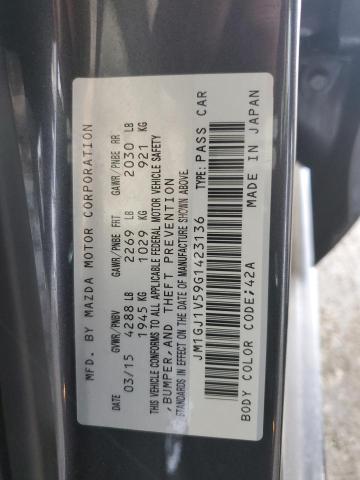 MFD. BY MAZDA MOTOR CORPORATION
DATE GVWR/PNBV GAWR/PNBE FRT GAWR/PNBE RR
03/15 4288 LB 2269 LB 2030 LB
1945 KG 1029 KG 921 KG
THIS VEHICLE CONFORMS TO ALL APPLICABLE FEDERAL MOTOR VEHICLE SAFETY
,BUMPER,AND THEFT PREVENTION
STANDARDS IN EFFECT ON THE DATE OF MANUFACTURE SHOWN ABOVE.
JM1GJ1V59G1423136 TYPE: PASS CAR
BODY COLOR CODE:42A MADE IN JAPAN